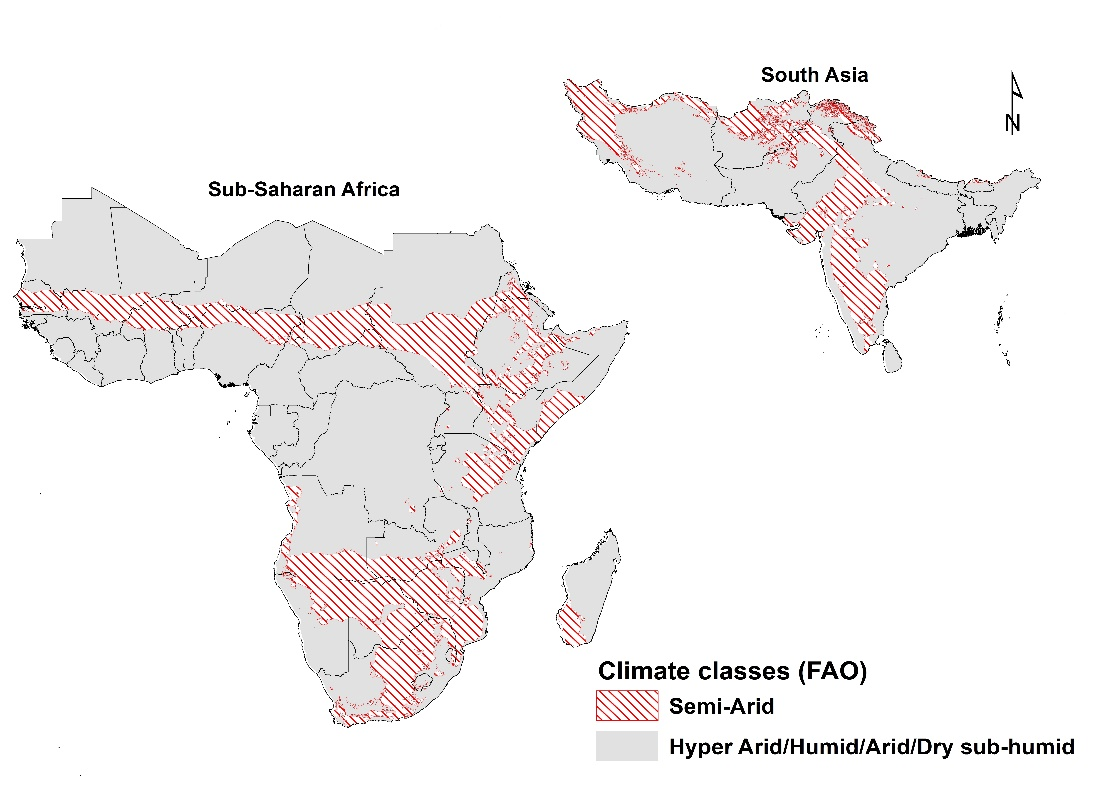 South Asia
N
Sub-Saharan Africa
Climate classes (FAO)
Semi-Arid
Hyper Arid/Humid/Arid/Dry sub-humid